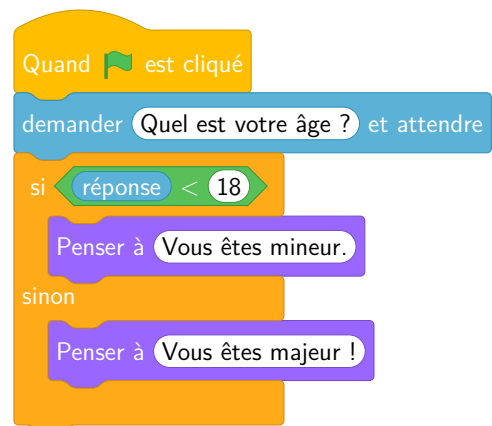 Quand est cliqué
demander Quel est votre âge ? et attendre
si réponse < 18
Penser à Vous êtes mineur.
sinon
Penser à Vous êtes majeur !